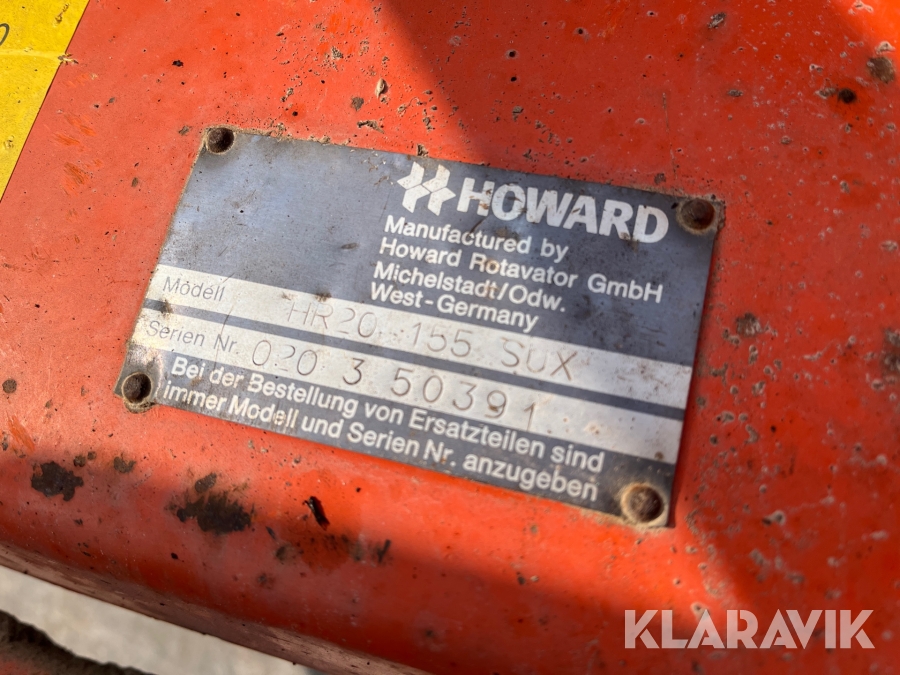 HOWARD
Manufactured by
Howard Rotavator GmbH
Michelstadt/Odw.
West-Germany
Modell HR20 155 SUX
Serien Nr. 020 3 50391
Bei der Bestellung von Ersatzteilen sind
immer Modell und Serien Nr. anzugeben
KLARAVIK